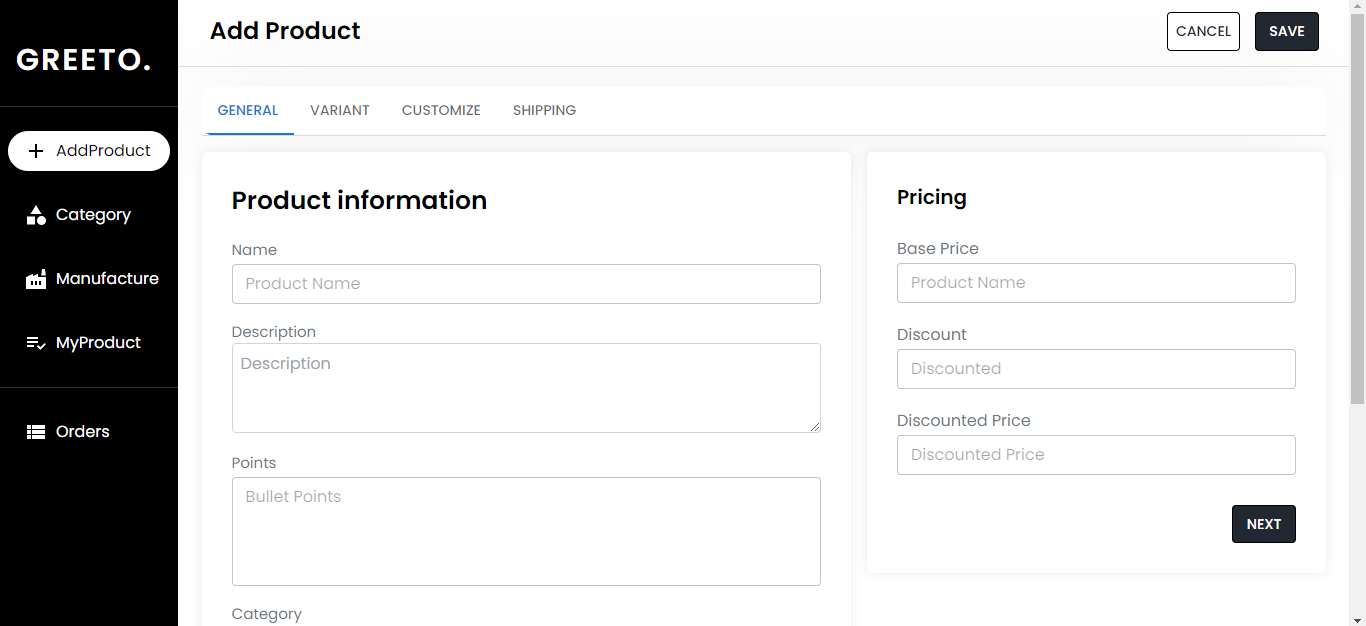 GREETO.
AddProduct
Category
Manufacture
MyProduct
Orders
Add Product
CANCEL
SAVE
GENERAL
VARIANT
CUSTOMIZE
SHIPPING
Product information
Name
Product Name
Description
Description
Points
Bullet Points
Category
Pricing
Base Price
Product Name
Discount
Discounted
Discounted Price
Discounted Price
NEXT